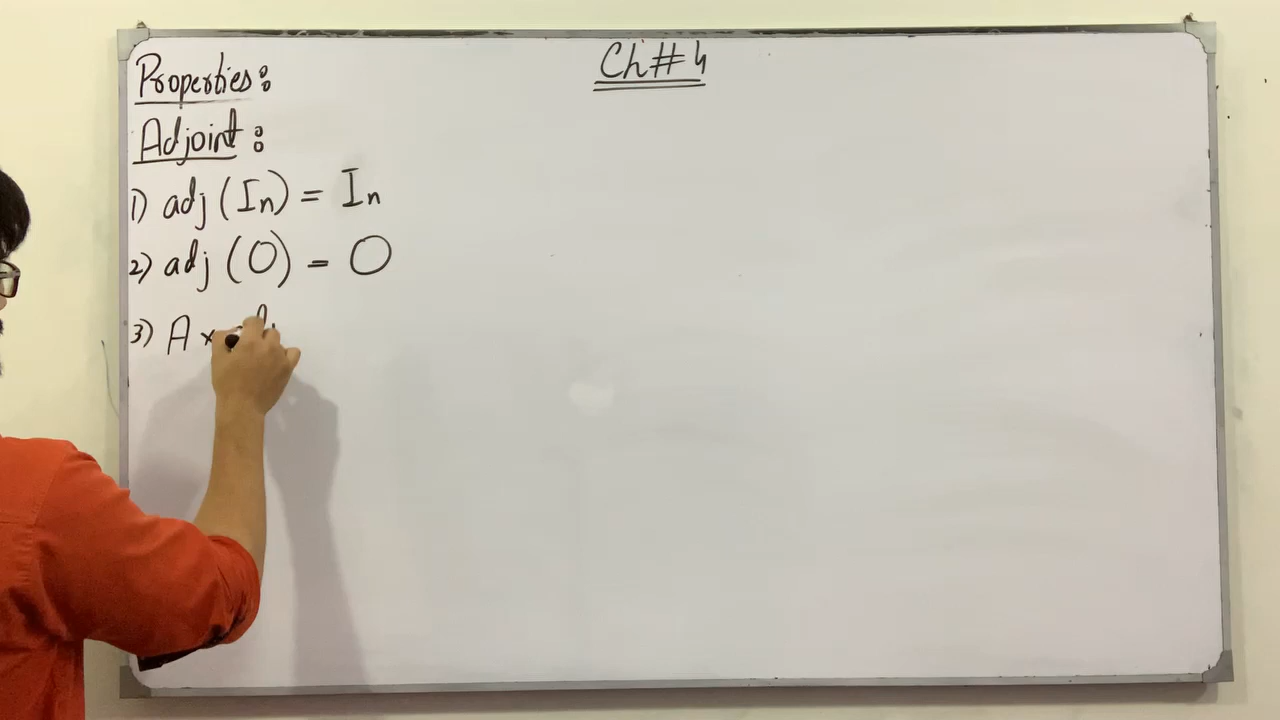 Ch#4
Properties:
Adjoint:
1) adj (In) = In
2) adj (O) = O
3) A ×